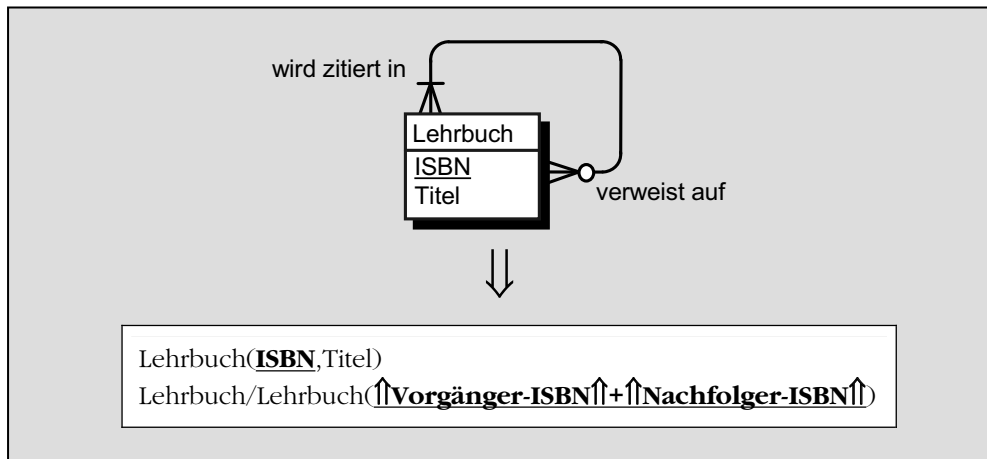 wird zitiert in
Lehrbuch
ISBN
Titel
verweist auf
⇓
Lehrbuch(ISBN,Titel)
Lehrbuch/Lehrbuch(⇑Vorgänger-ISBN⇑+⇑Nachfolger-ISBN⇑)